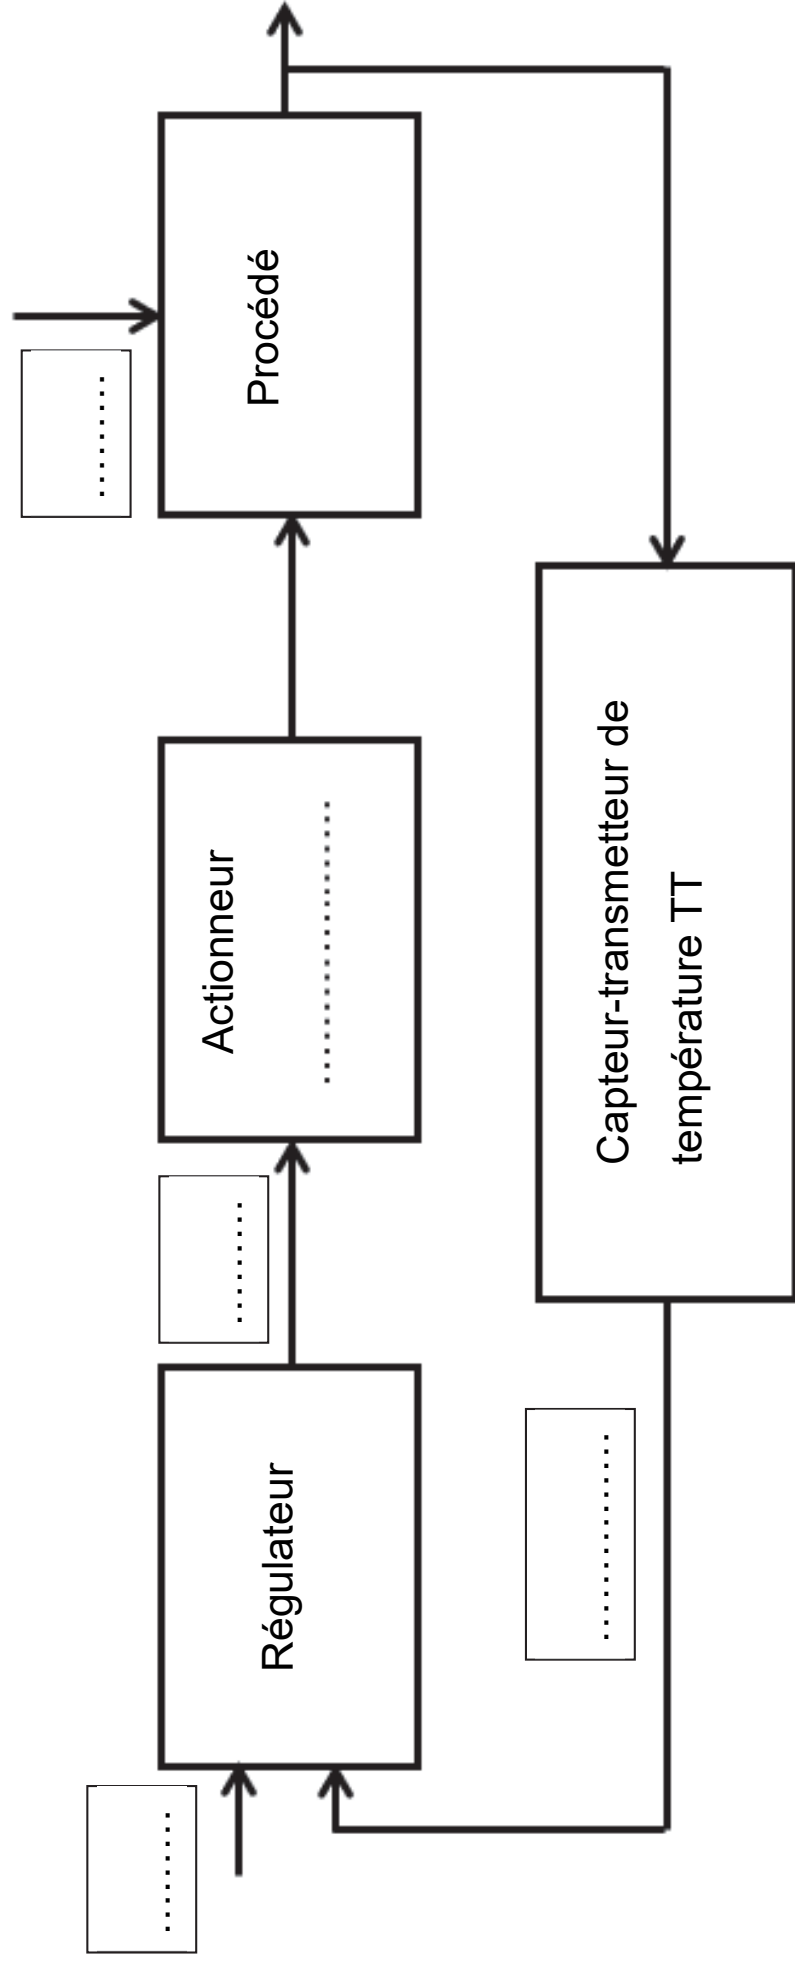 Régulateur
Actionneur
....................
Procédé
Capteur-transmetteur de
température TT
.........
.........
.........
...............